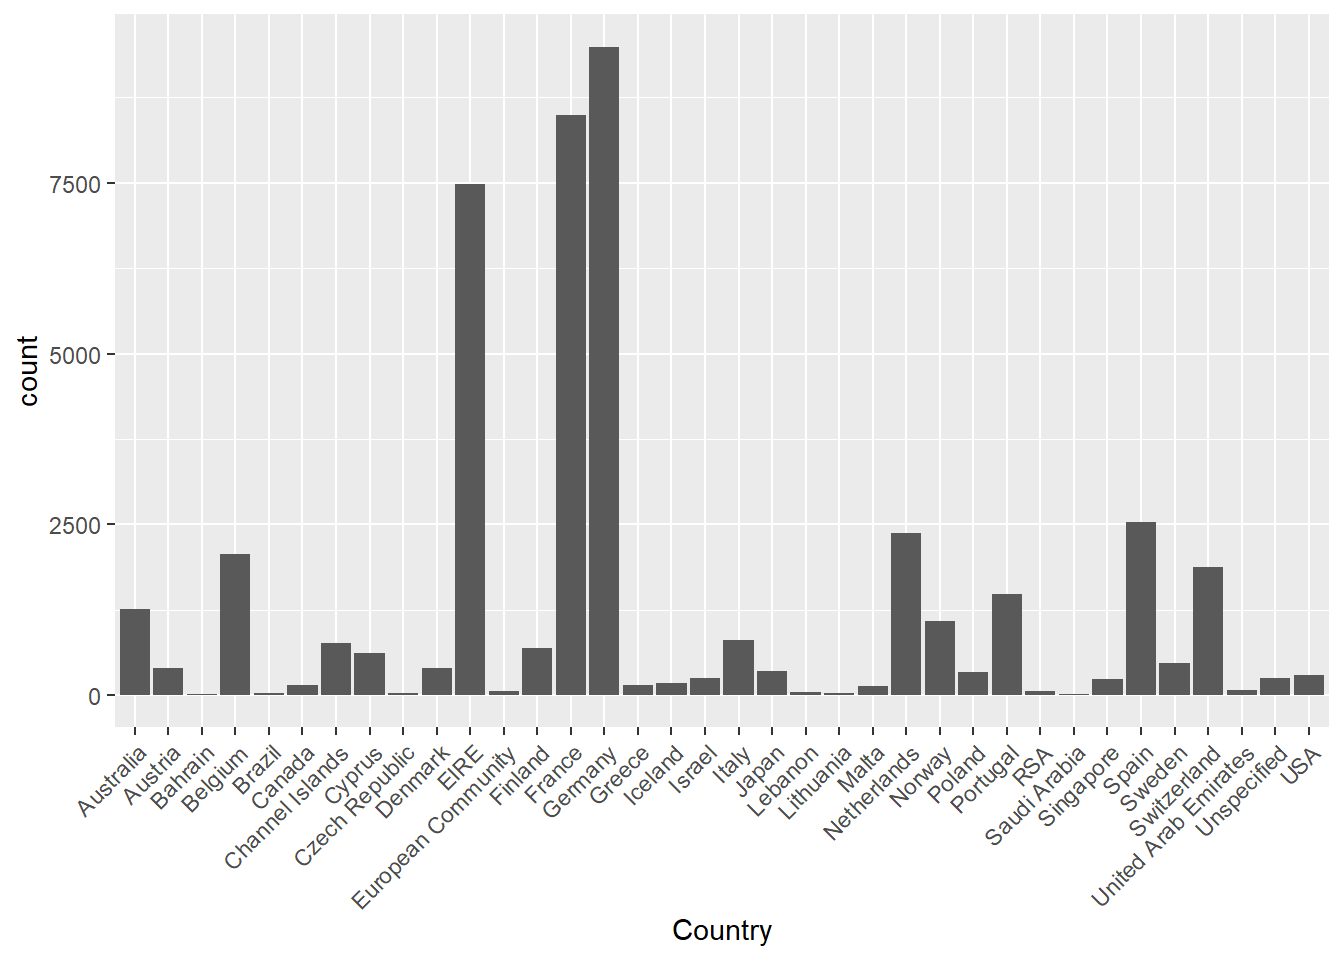 count
7500
5000
2500
0
Australia
Austria
Bahrain
Belgium
Brazil
Canada
Channel Islands
Cyprus
Czech Republic
Denmark
EIRE
European Community
Finland
France
Germany
Greece
Iceland
Israel
Italy
Japan
Lebanon
Lithuania
Malta
Netherlands
Norway
Poland
Portugal
RSA
Saudi Arabia
Singapore
Spain
Sweden
Switzerland
United Arab Emirates
Unspecified
USA
Country